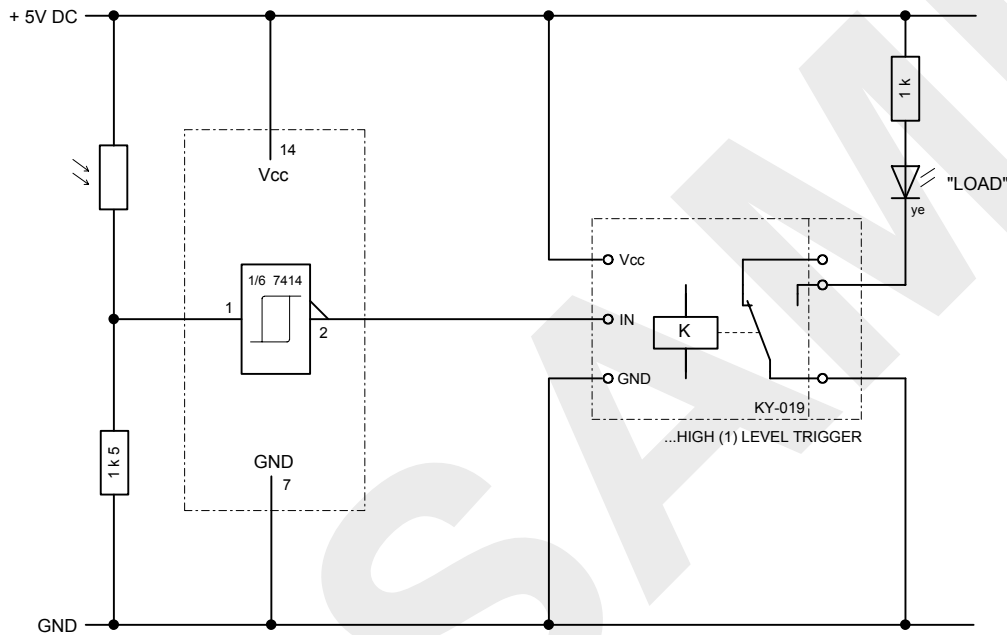 + 5V DC
1 k
14
Vcc
"LOAD"
ye
Vcc
1/6 7414
1
2
IN
K
GND
KY-019
...HIGH (1) LEVEL TRIGGER
1 k 5
GND
7
GND
SAM